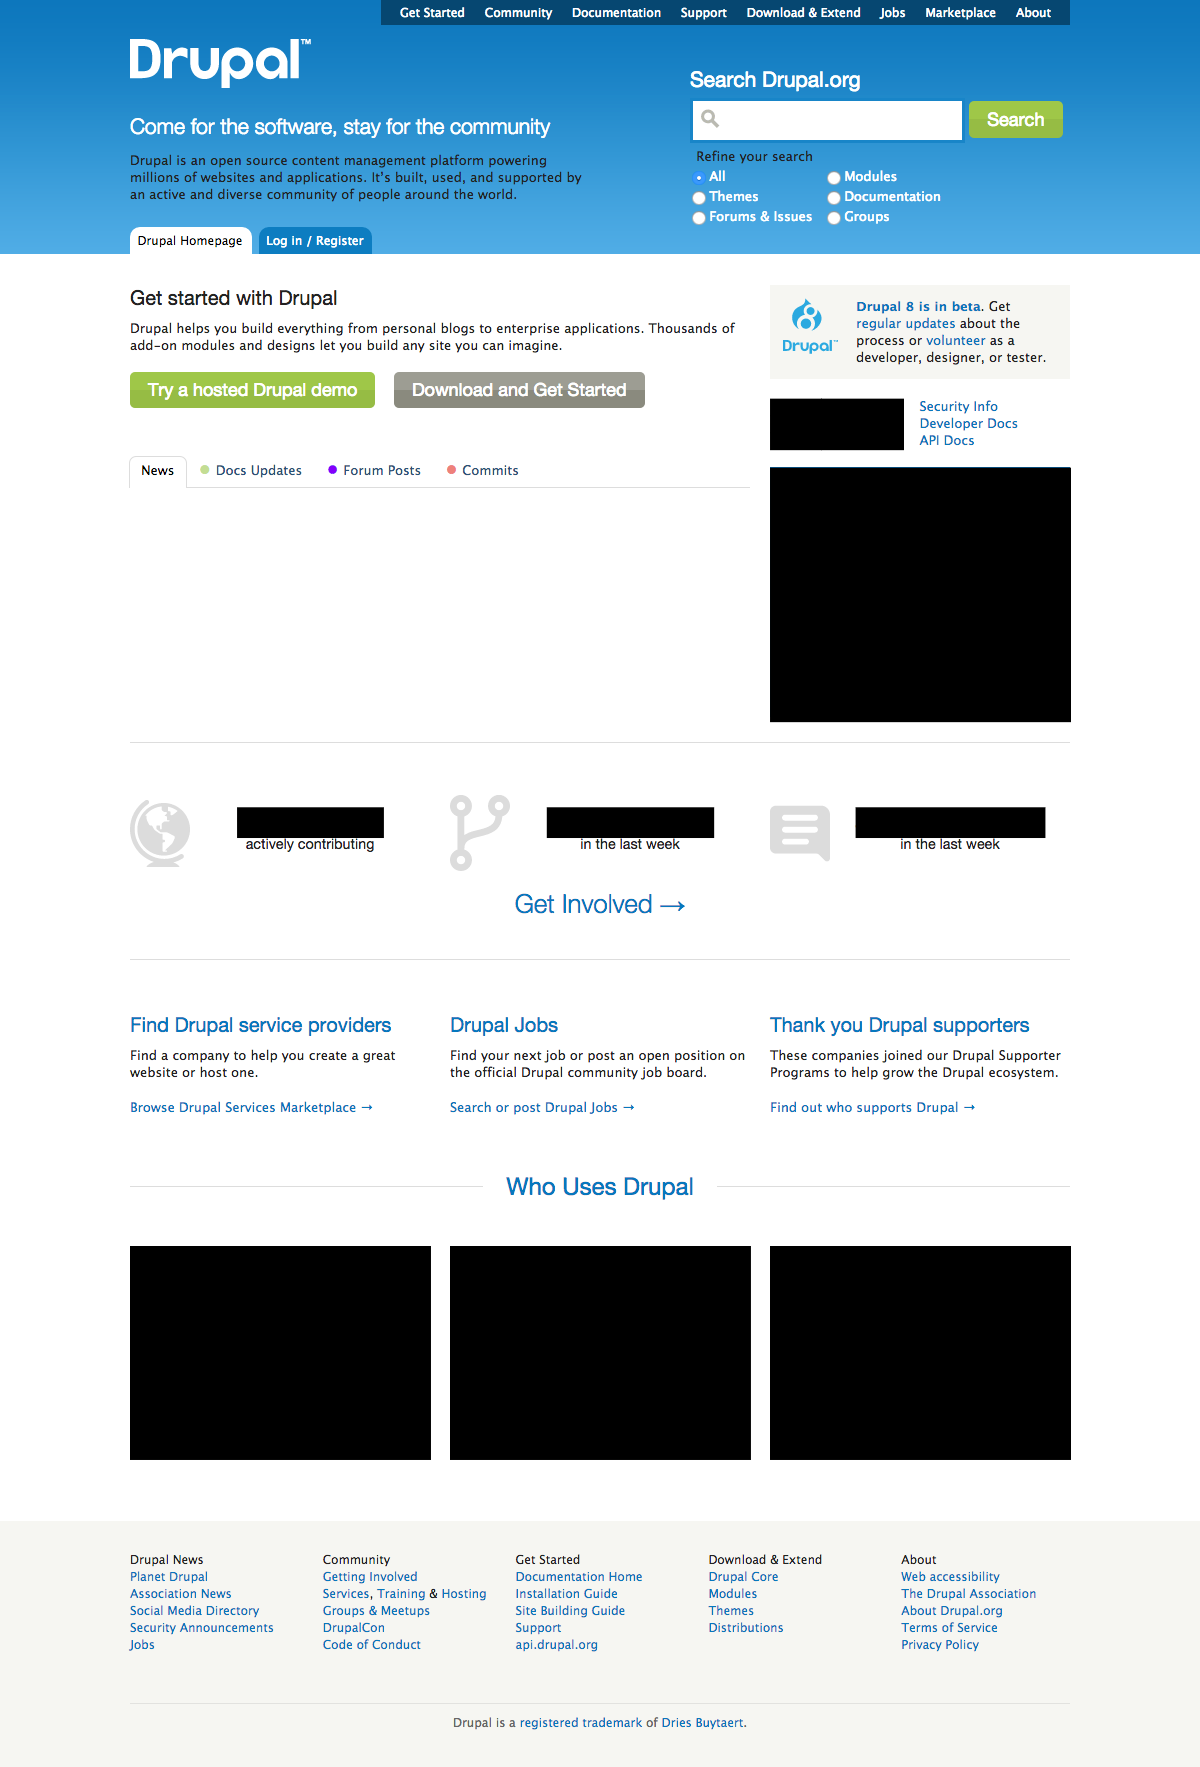 Get Started Community Documentation Support Download & Extend Jobs Marketplace About
Drupal™
Come for the software, stay for the community
Drupal is an open source content management platform powering
millions of websites and applications. It’s built, used, and supported by
an active and diverse community of people around the world.
Search Drupal.org
Search
Refine your search
All Modules
Themes Documentation
Forums & Issues Groups
Drupal Homepage Log in / Register
Get started with Drupal
Drupal helps you build everything from personal blogs to enterprise applications. Thousands of
add-on modules and designs let you build any site you can imagine.
Try a hosted Drupal demo Download and Get Started
Drupal™
Drupal 8 is in beta. Get
regular updates about the
process or volunteer as a
developer, designer, or tester.
Security Info
Developer Docs
API Docs
News Docs Updates Forum Posts Commits
actively contributing
in the last week
in the last week
Get Involved →
Find Drupal service providers
Find a company to help you create a great
website or host one.
Browse Drupal Services Marketplace →
Drupal Jobs
Find your next job or post an open position on
the official Drupal community job board.
Search or post Drupal Jobs →
Thank you Drupal supporters
These companies joined our Drupal Supporter
Programs to help grow the Drupal ecosystem.
Find out who supports Drupal →
Who Uses Drupal
Drupal News
Planet Drupal
Association News
Social Media Directory
Security Announcements
Jobs
Community
Getting Involved
Services, Training & Hosting
Groups & Meetups
DrupalCon
Code of Conduct
Get Started
Documentation Home
Installation Guide
Site Building Guide
Support
api.drupal.org
Download & Extend
Drupal Core
Modules
Themes
Distributions
About
Web accessibility
The Drupal Association
About Drupal.org
Terms of Service
Privacy Policy
Drupal is a registered trademark of Dries Buytaert.